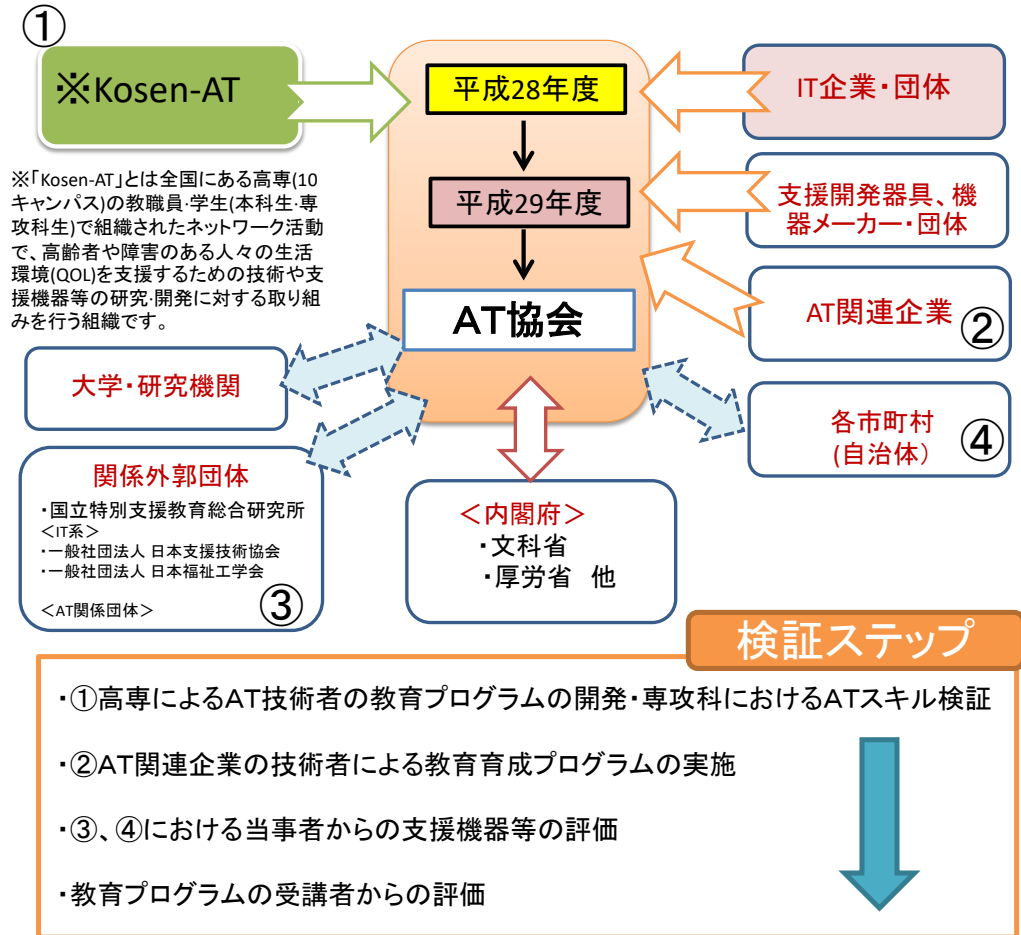 ①
※Kosen-AT
平成28年度
IT企業・団体
※「Kosen-AT」とは全国にある高専(10
キャンパス)の教職員·学生(本科生·専
攻科生)で組織されたネットワーク活動
で、高齢者や障害のある人々の生活
環境(QOL)を支援するための技術や支
援機器等の研究·開発に対する取り組
みを行う組織です。
平成29年度
支援開発器具、機
器メーカー・団体
AT協会
AT関連企業
②
大学・研究機関
各市町村
(自治体）
④
関係外郭団体
・国立特別支援教育総合研究所
＜IT系＞
・一般社団法人 日本支援技術協会
・一般社団法人 日本福祉工学会
＜AT関係団体＞
③
＜内閣府＞
・文科省
・厚労省　他
検証ステップ
・①高専によるAT技術者の教育プログラムの開発・専攻科におけるATスキル検証
・②AT関連企業の技術者による教育育成プログラムの実施
・③、④における当事者からの支援機器等の評価
・教育プログラムの受講者からの評価